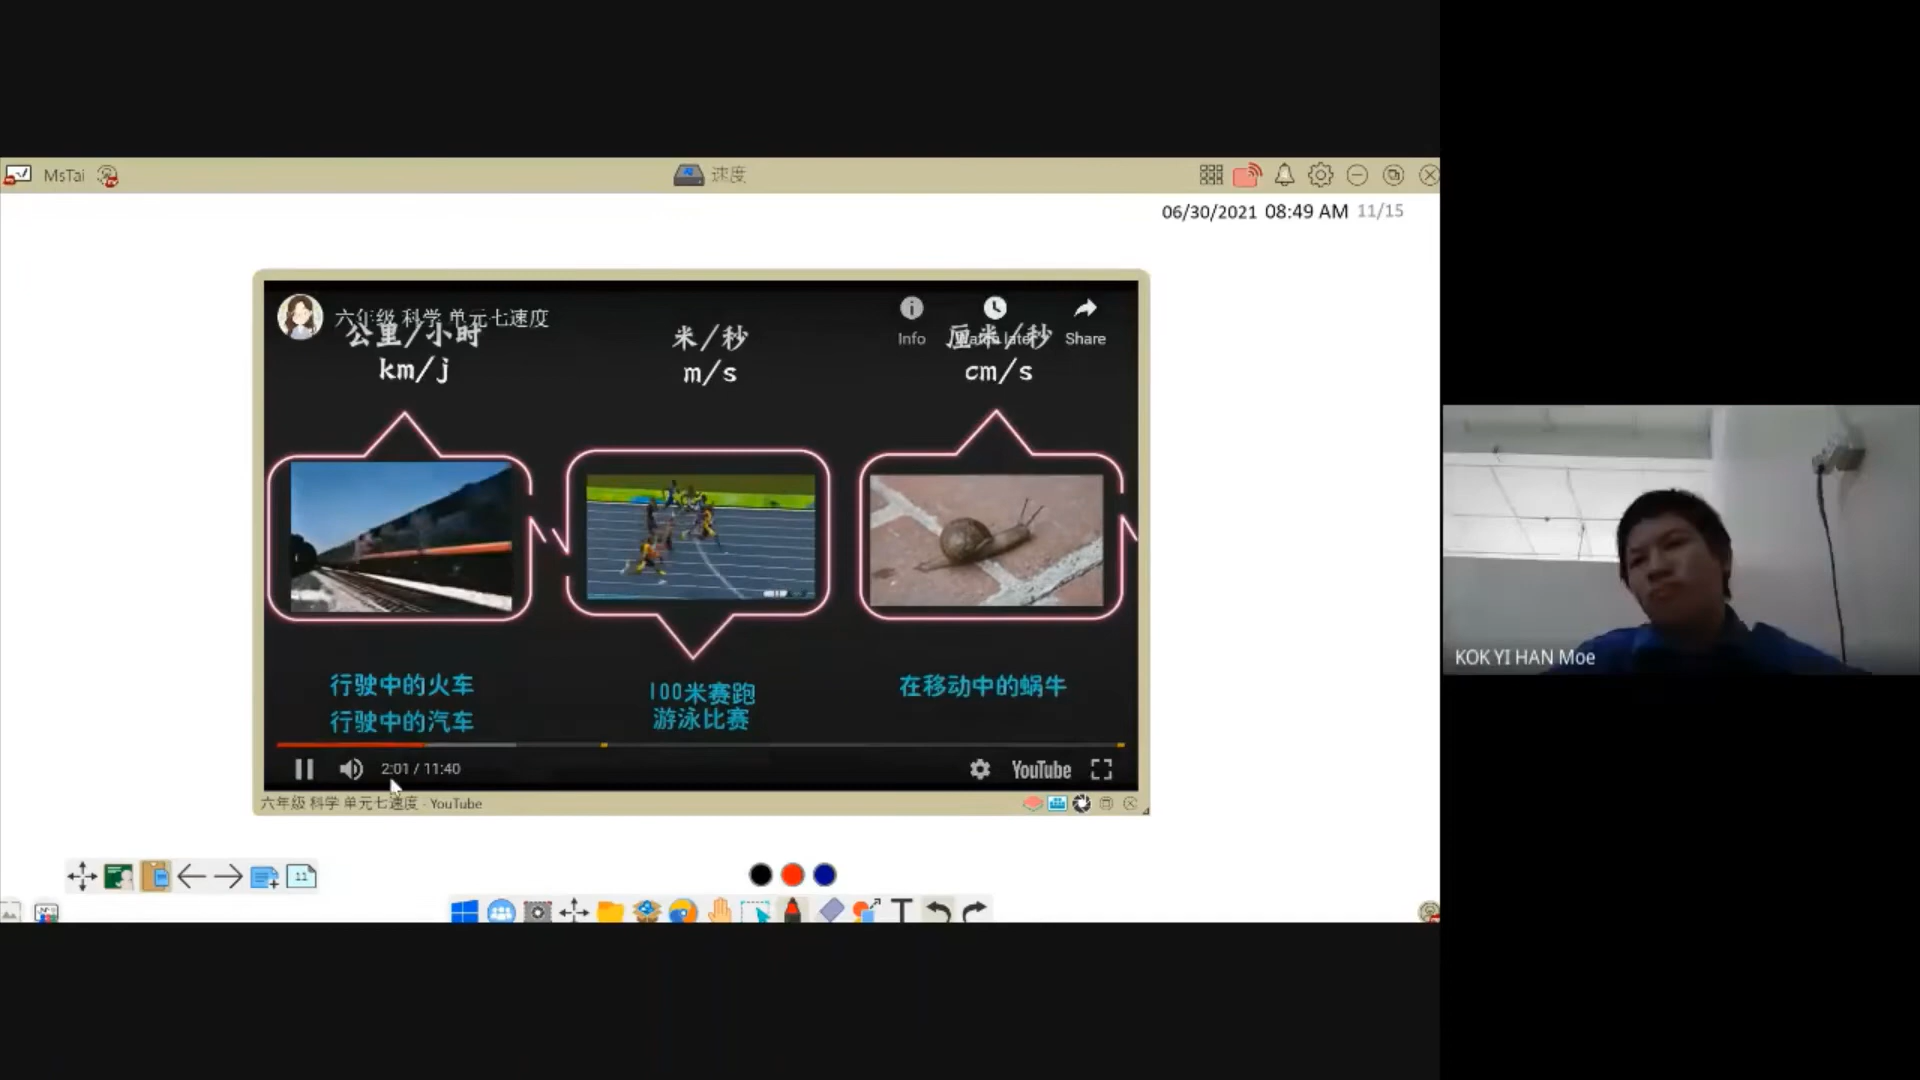 MsTai
速度
06/30/2021 08:49 AM 11/15
六年级 科学 单元七速度
Info
Watch later
Share
公里/小时
km/j
米/秒
m/s
厘米/秒
cm/s
行驶中的火车
行驶中的汽车
100米赛跑
游泳比赛
在移动中的蜗牛
2:01 / 11:40
YouTube
六年级 科学 单元七速度 - YouTube
11
T
KOK YI HAN Moe